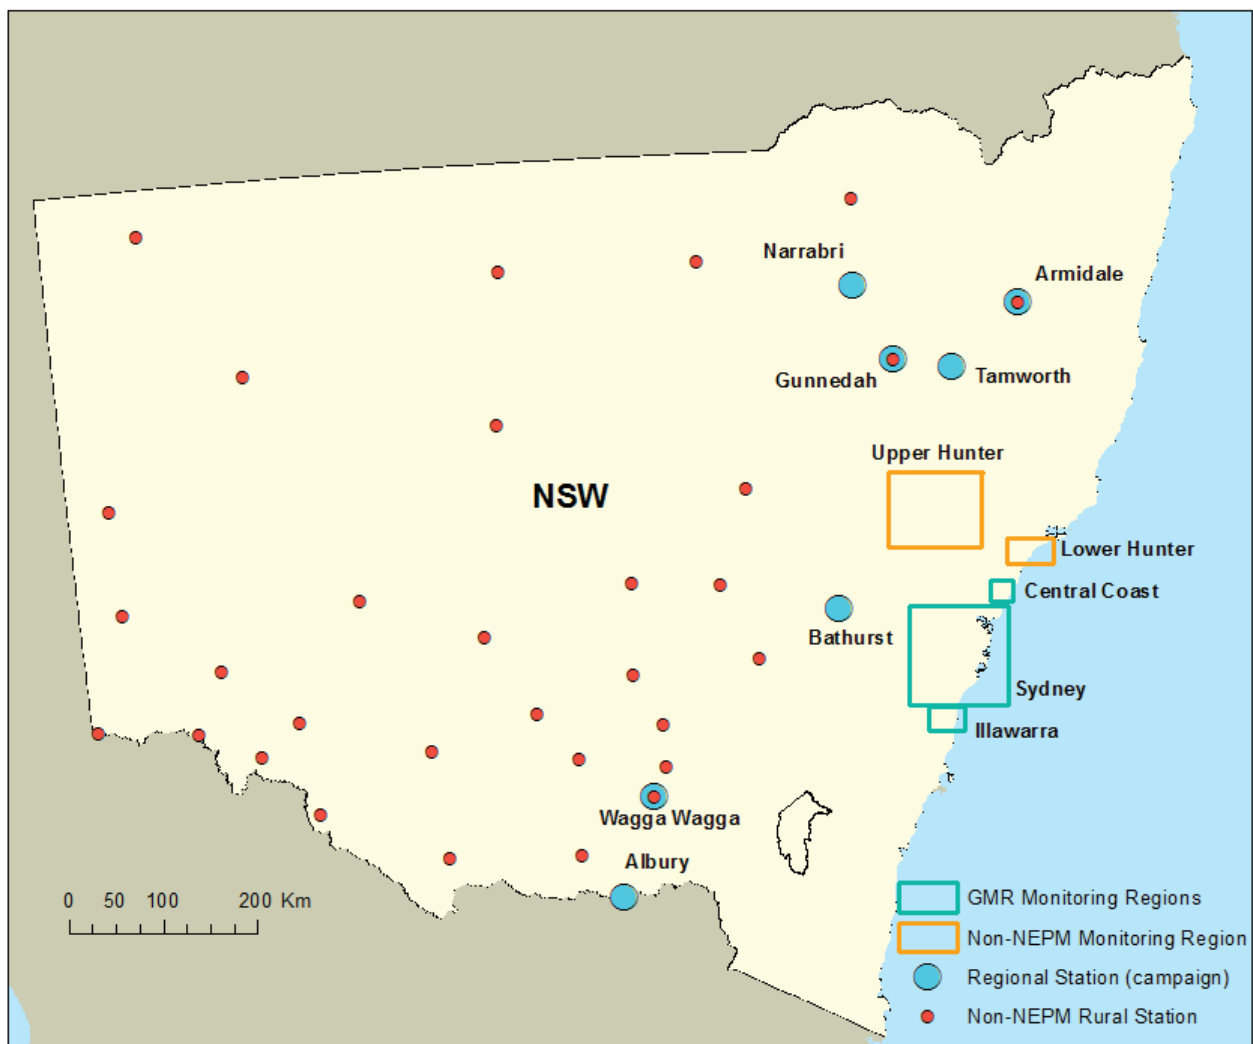 Narrabri
Armidale
Gunnedah
Tamworth
Upper Hunter
NSW
Lower Hunter
Central Coast
Bathurst
Sydney
Illawarra
Wagga Wagga
Albury
0 50 100 200 Km
GMR Monitoring Regions
Non-NEPM Monitoring Region
Regional Station (campaign)
Non-NEPM Rural Station